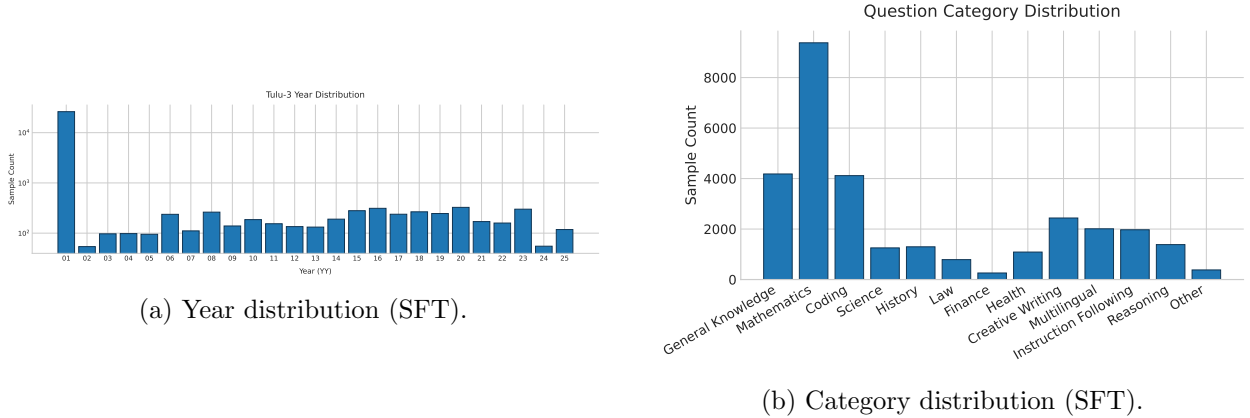 Tulu-3 Year Distribution
Sample Count
10⁴
10³
10²
01 02 03 04 05 06 07 08 09 10 11 12 13 14 15 16 17 18 19 20 21 22 23 24 25
Year (YY)
(a) Year distribution (SFT).
Question Category Distribution
Sample Count
8000
6000
4000
2000
0
General Knowledge
Mathematics
Coding
Science
History
Law
Finance
Health
Creative Writing
Multilingual
Instruction Following
Reasoning
Other
(b) Category distribution (SFT).